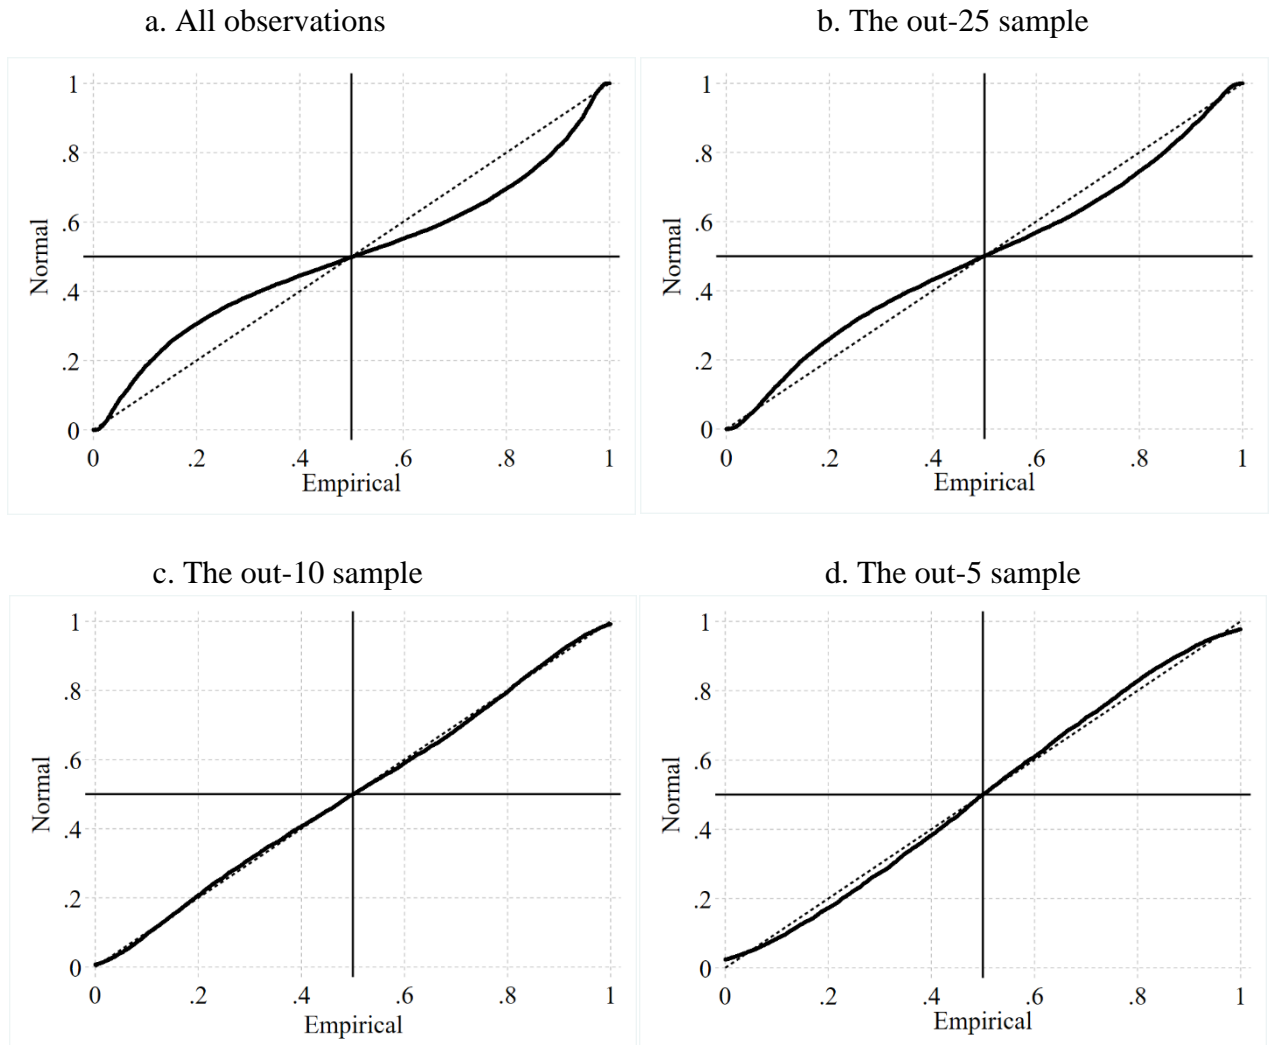 a. All observations
b. The out-25 sample
1
.8
.6
.4
.2
0
Normal
0 .2 .4 .6 .8 1
Empirical
1
.8
.6
.4
.2
0
Normal
0 .2 .4 .6 .8 1
Empirical
c. The out-10 sample
d. The out-5 sample
1
.8
.6
.4
.2
0
Normal
0 .2 .4 .6 .8 1
Empirical
1
.8
.6
.4
.2
0
Normal
0 .2 .4 .6 .8 1
Empirical